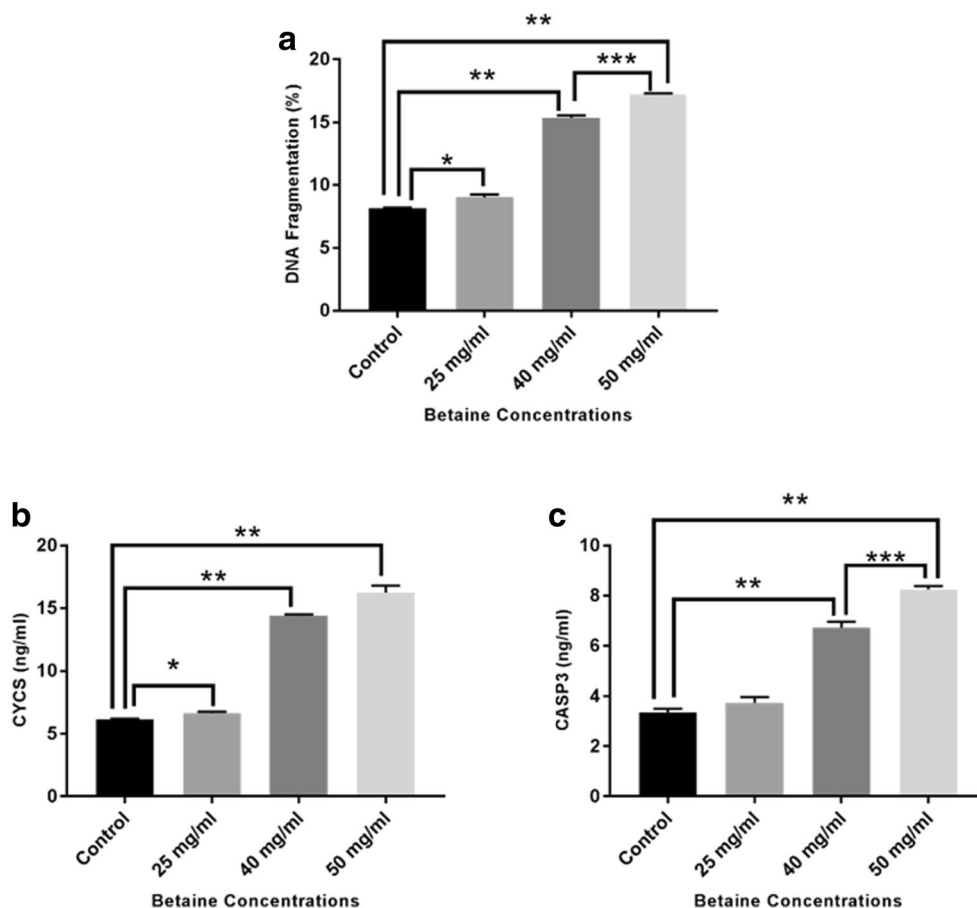 a
**
**
***
*
DNA Fragmentation (%)
20
15
10
5
0
Control
25 mg/ml
40 mg/ml
50 mg/ml
Betaine Concentrations
b
**
**
*
CYCS (ng/ml)
20
15
10
5
0
Control
25 mg/ml
40 mg/ml
50 mg/ml
Betaine Concentrations
c
**
**
***
CASP3 (ng/ml)
10
8
6
4
2
0
Control
25 mg/ml
40 mg/ml
50 mg/ml
Betaine Concentrations